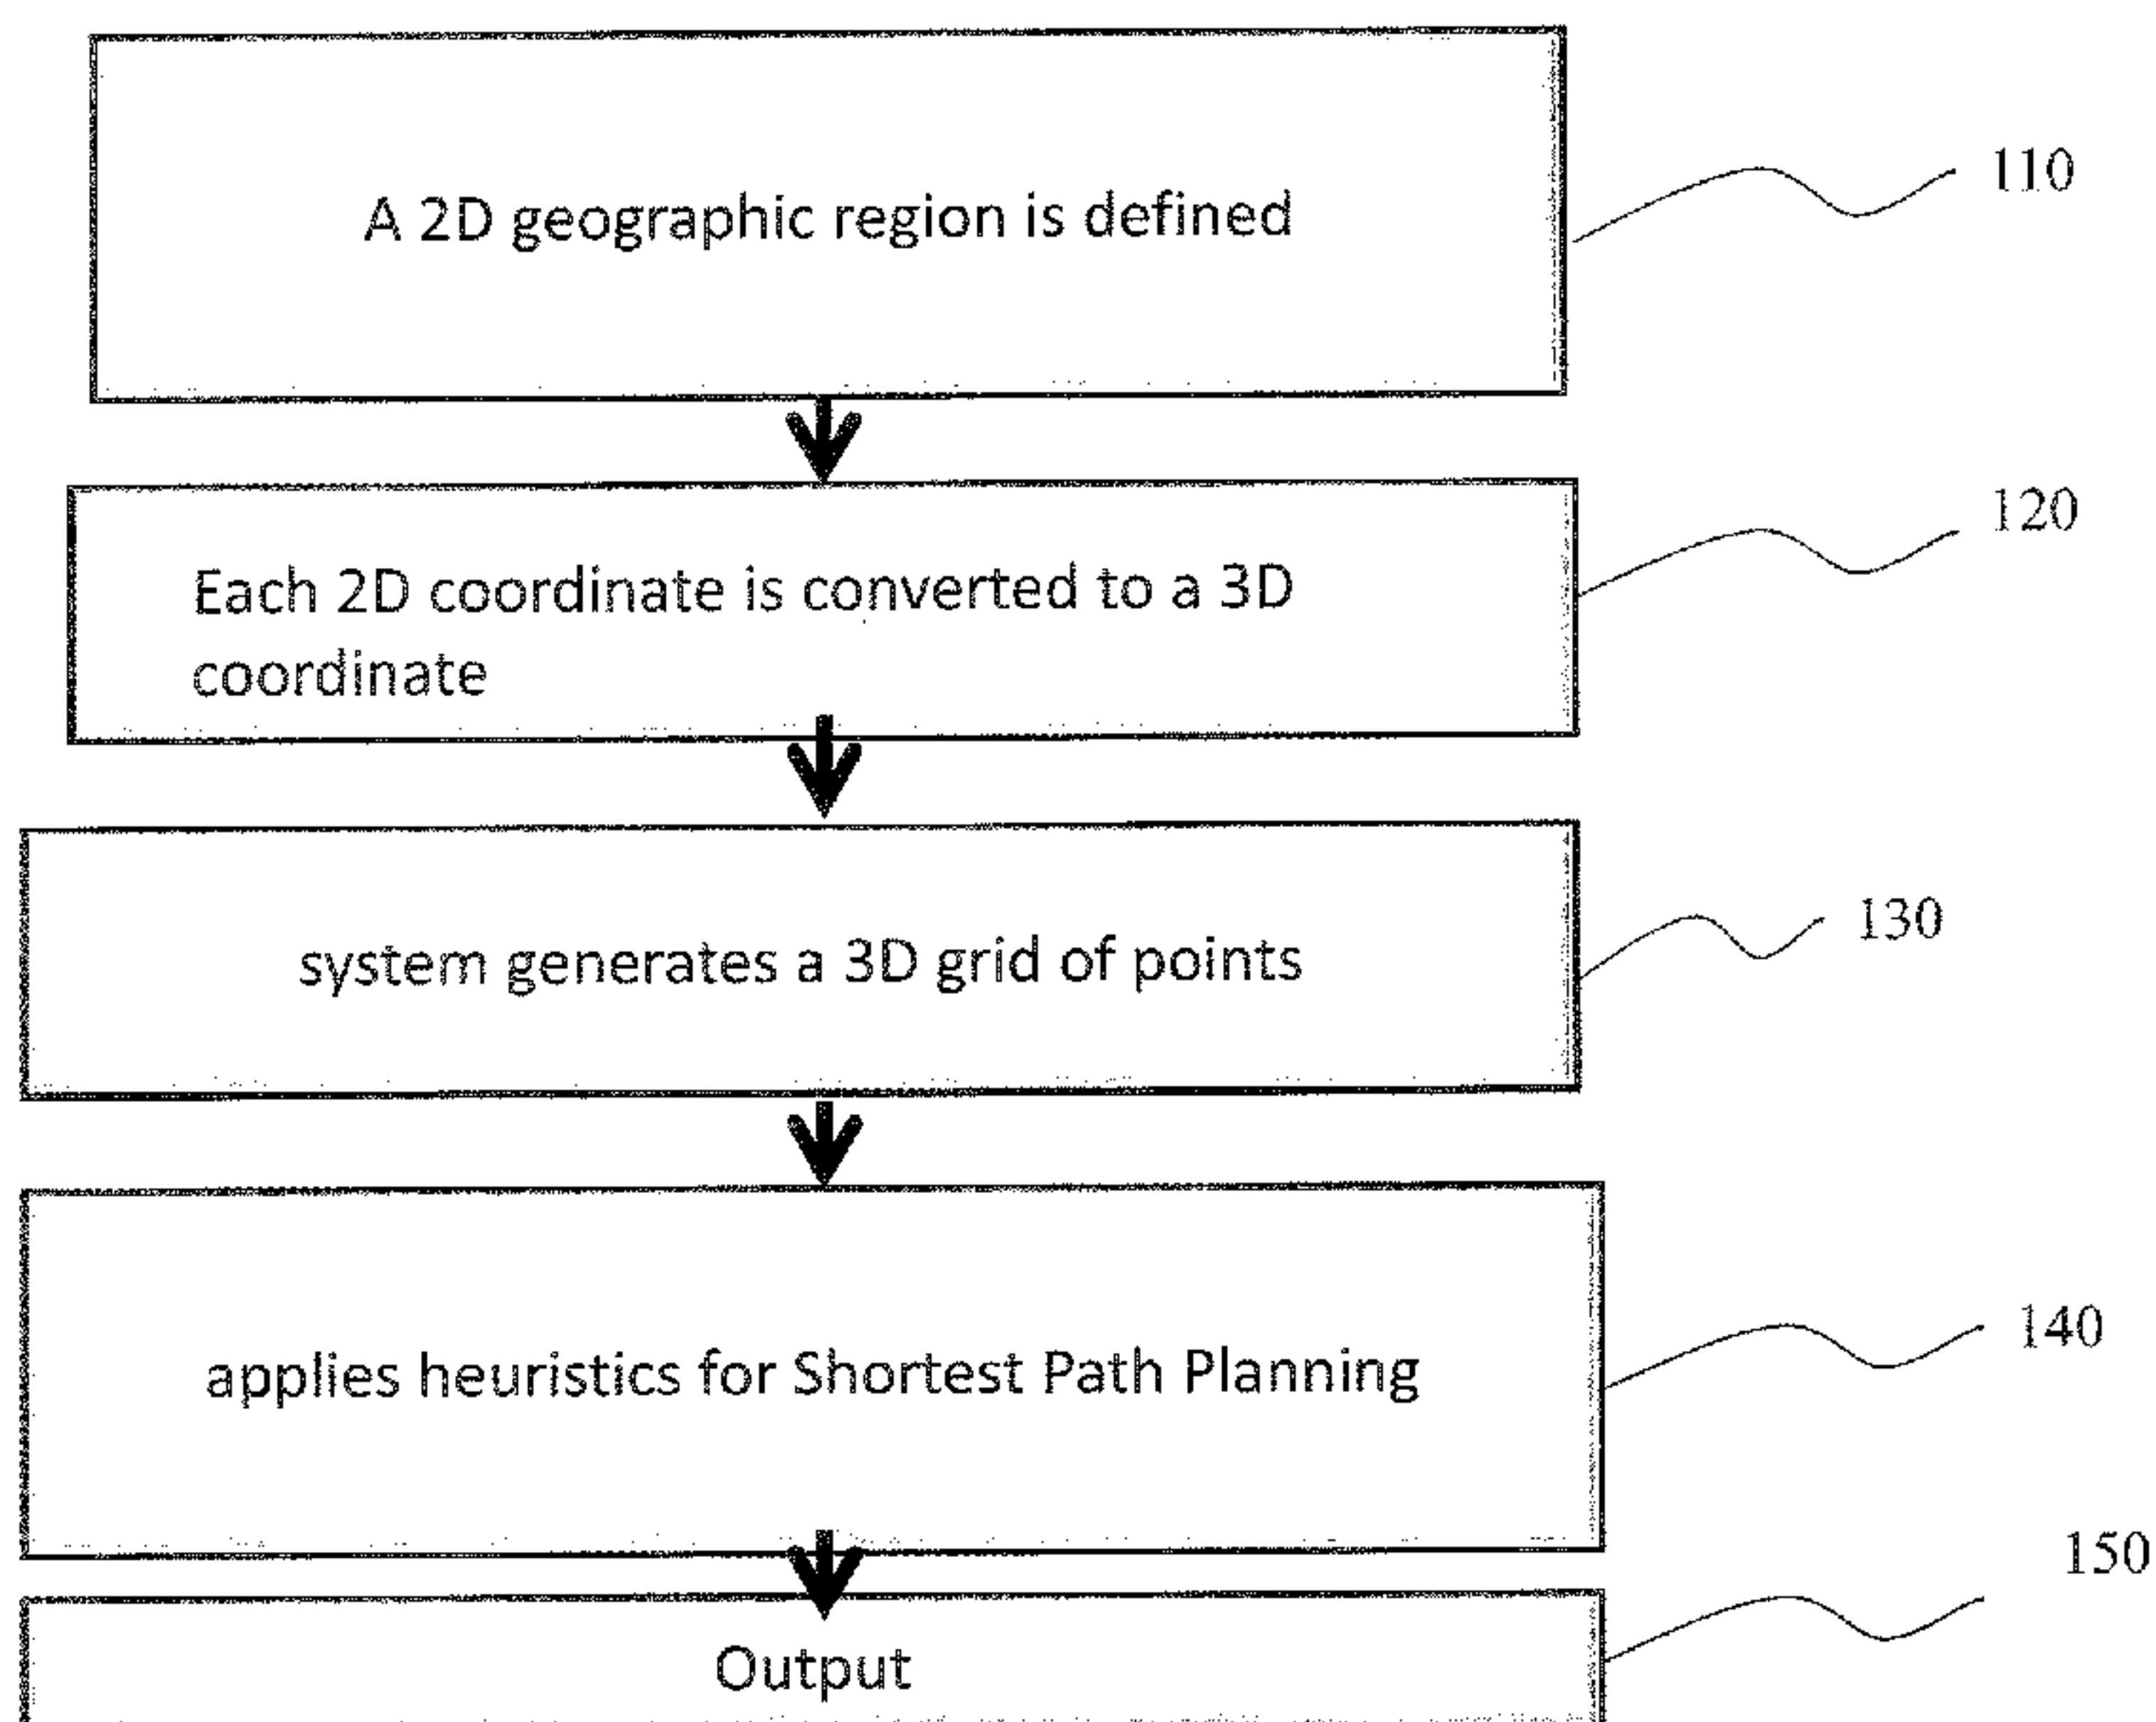 A 2D geographic region is defined
110
Each 2D coordinate is converted to a 3D
coordinate
120
system generates a 3D grid of points
130
applies heuristics for Shortest Path Planning
140
Output
150